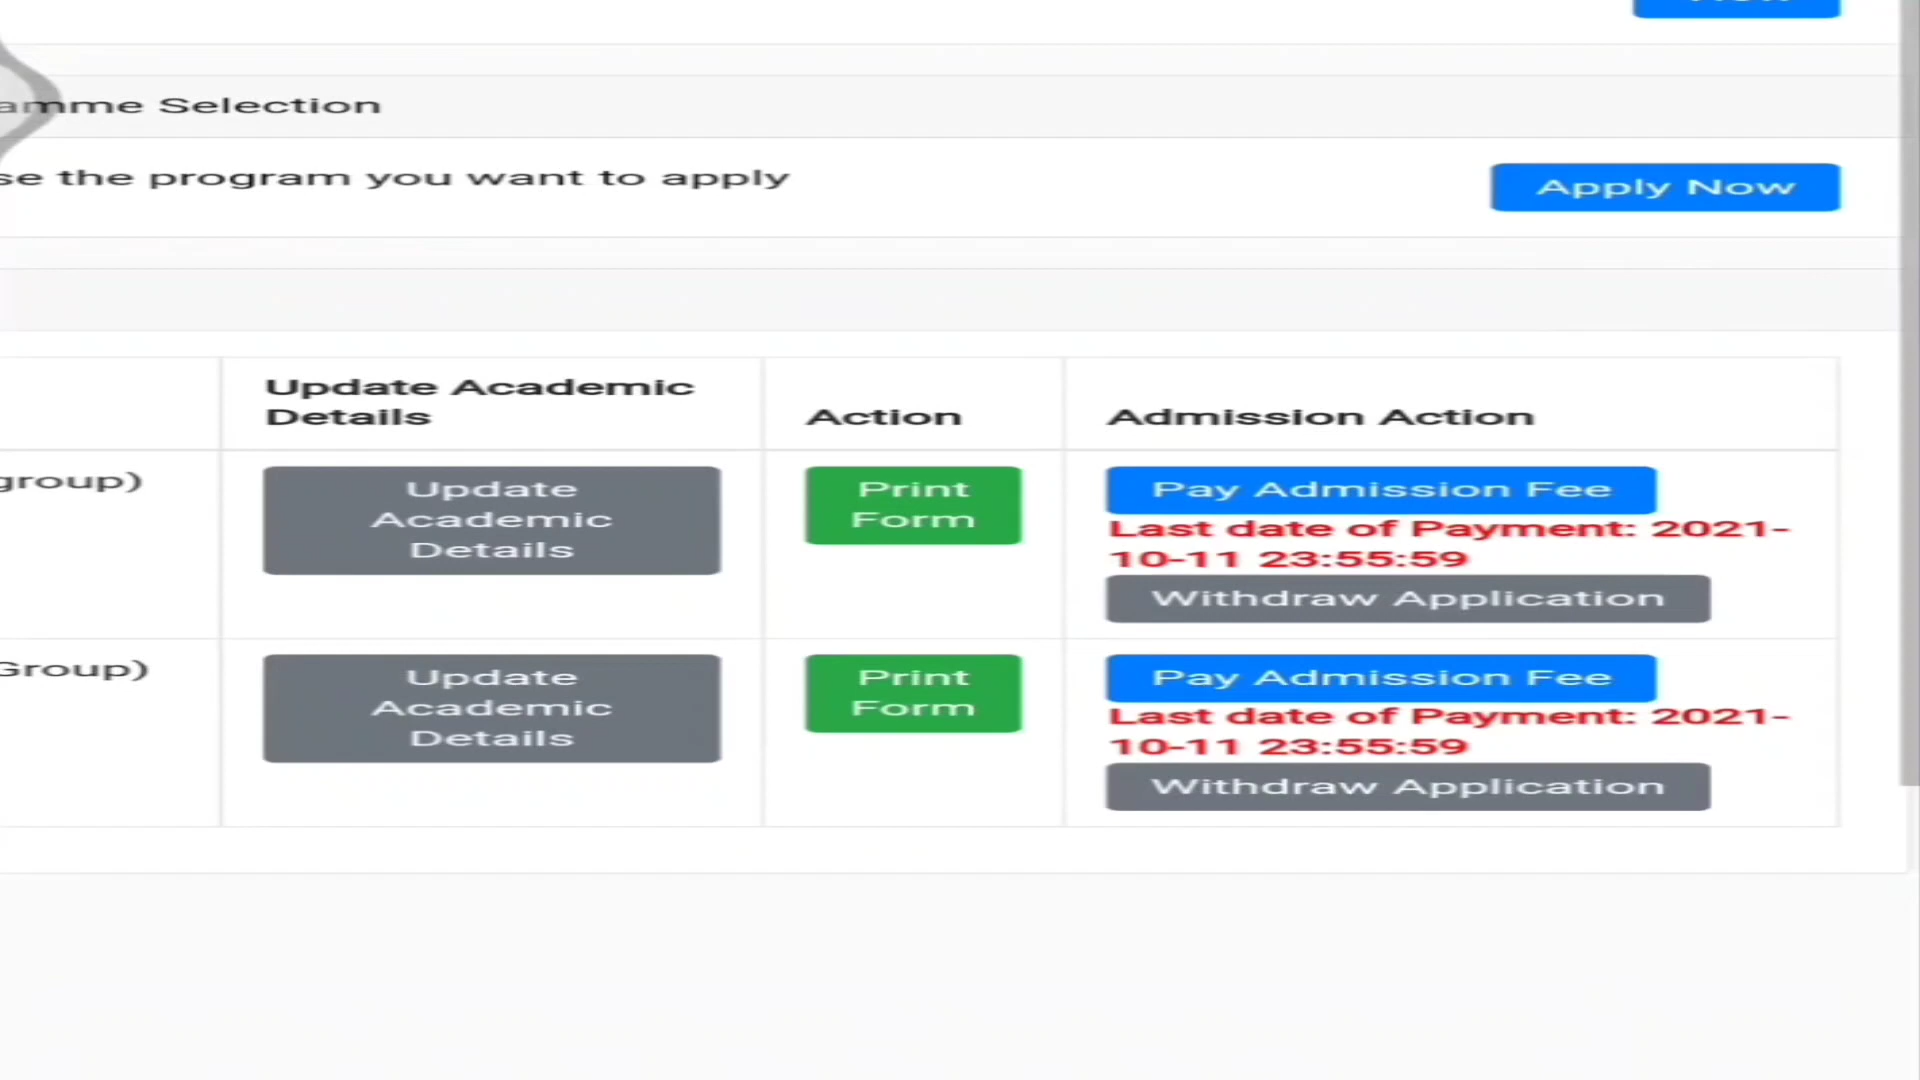 Selection
the program you want to apply
Apply Now
Update Academic
Details
Action
Admission Action
group)
Update
Academic
Details
Print
Form
Pay Admission Fee
Last date of Payment: 2021-
10-11 23:55:59
Withdraw Application
Group)
Update
Academic
Details
Print
Form
Pay Admission Fee
Last date of Payment: 2021-
10-11 23:55:59
Withdraw Application